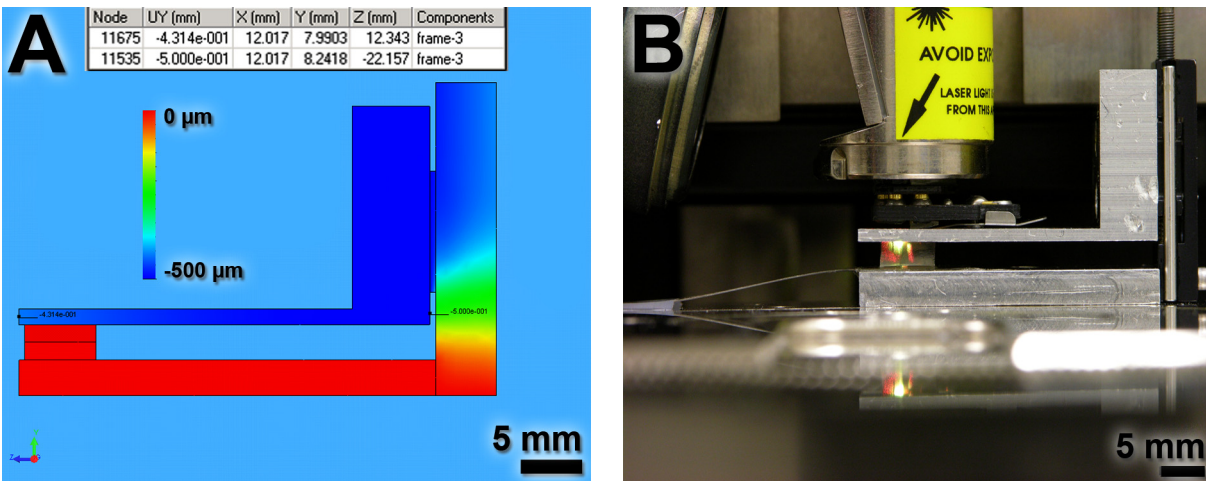 A
Node UY (mm) X (mm) Y (mm) Z (mm) Components
11675 -4.314e-001 12.017 7.9903 12.343 frame-3
11535 -5.000e-001 12.017 8.2418 -22.157 frame-3
0 µm
-500 µm
-4.314e-001
-5.000e-001
5 mm
B
AVOID EXP
LASER LIGHT
FROM THIS A
5 mm